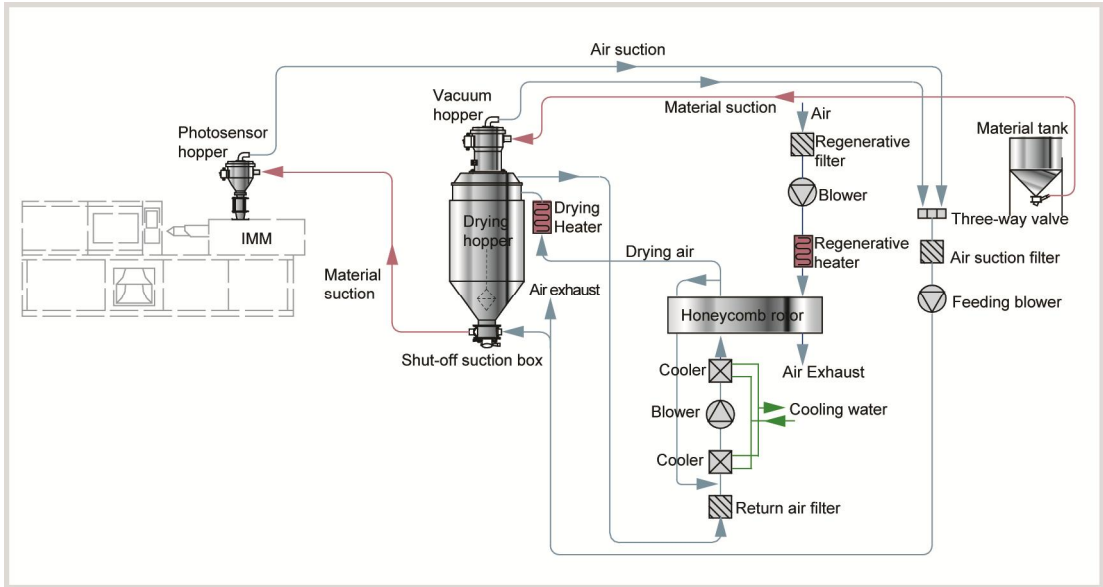 Air suction
Vacuum
hopper
Material suction
Air
Photosensor
hopper
Regenerative
filter
Material tank
Blower
Drying
Heater
Drying
hopper
Three-way valve
IMM
Regenerative
heater
Drying air
Air suction filter
Material
suction
Air exhaust
Feeding blower
Honeycomb rotor
Shut-off suction box
Cooler
Air Exhaust
Blower
Cooling water
Cooler
Return air filter